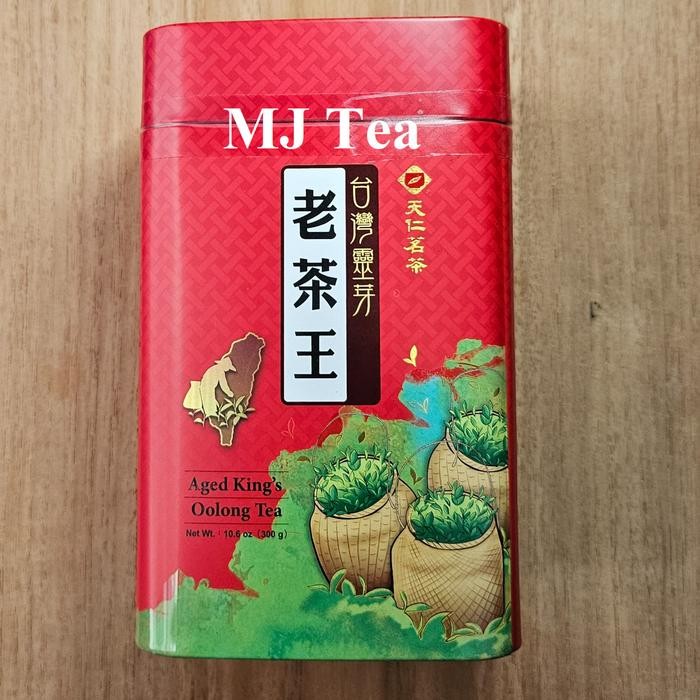 MJ Tea
天仁茗茶
台灣靈芽
老茶王
Aged King's
Oolong Tea
Net Wt.：10.6 oz（300 g）